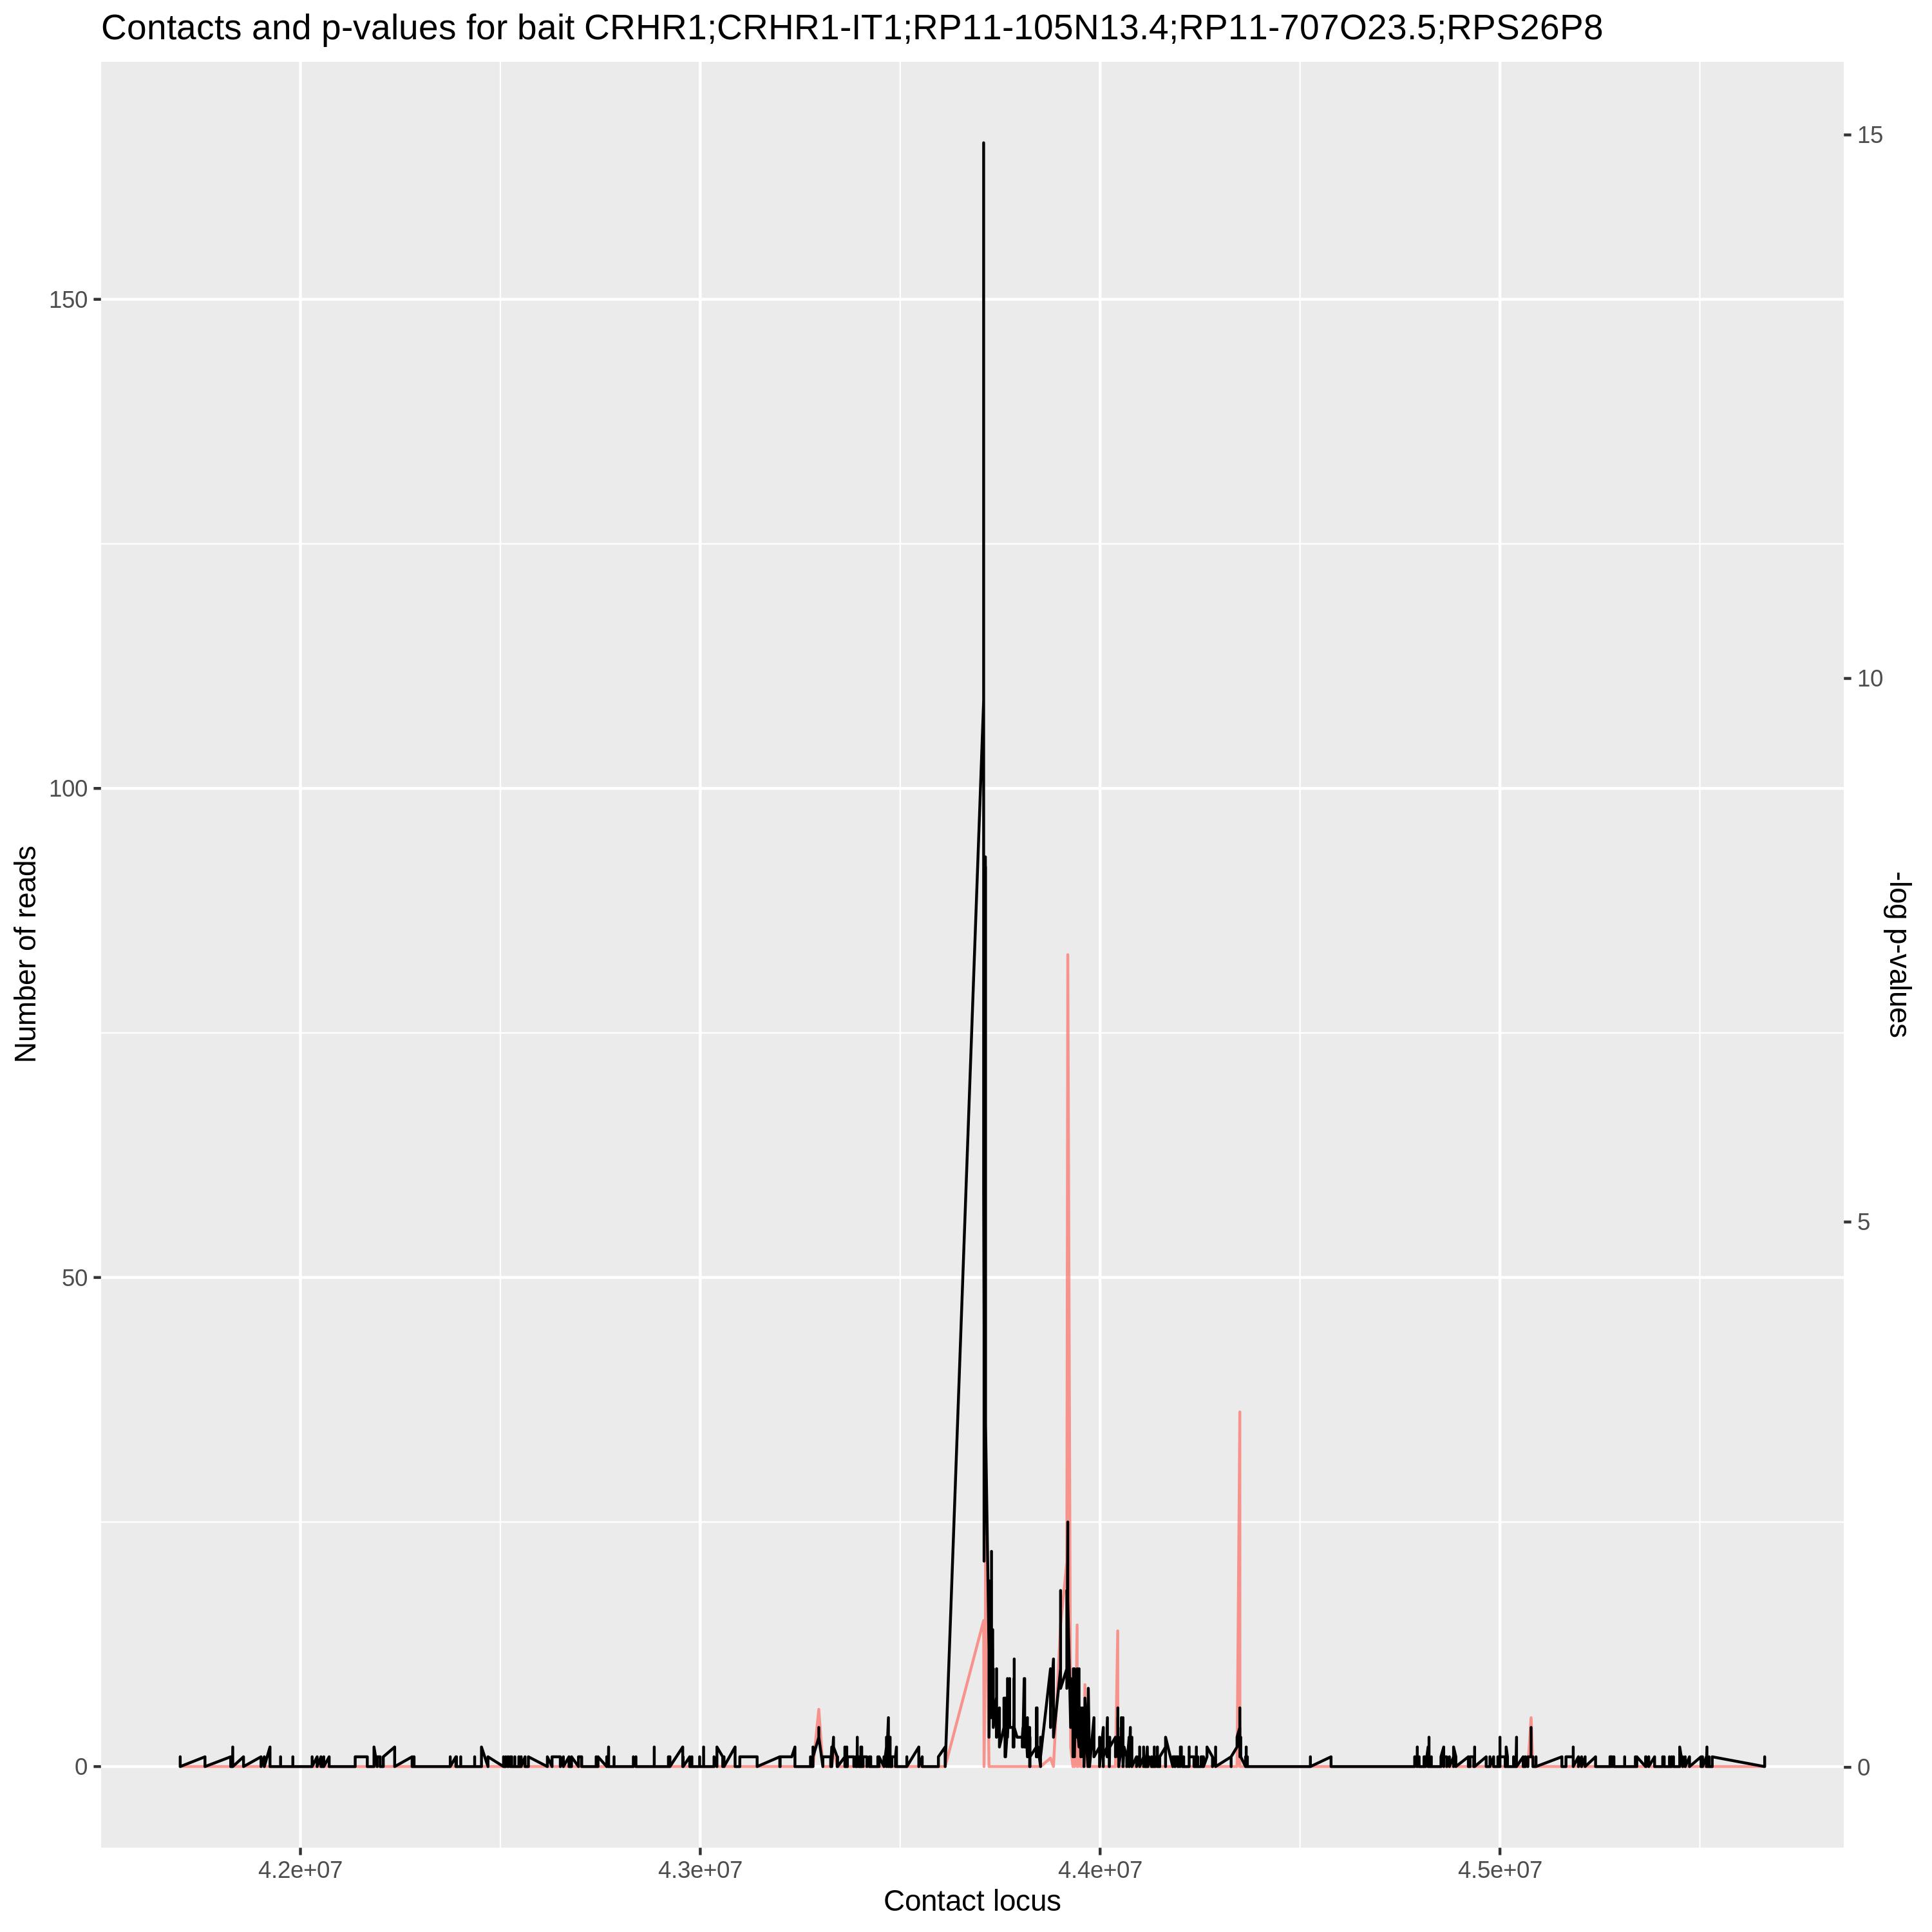 Contacts and p-values for bait CRHR1;CRHR1-IT1;RP11-105N13.4;RP11-707O23.5;RPS26P8
15
150
10
100
Number of reads
-log p-values
5
50
0
0
4.2e+07
4.3e+07
4.4e+07
4.5e+07
Contact locus